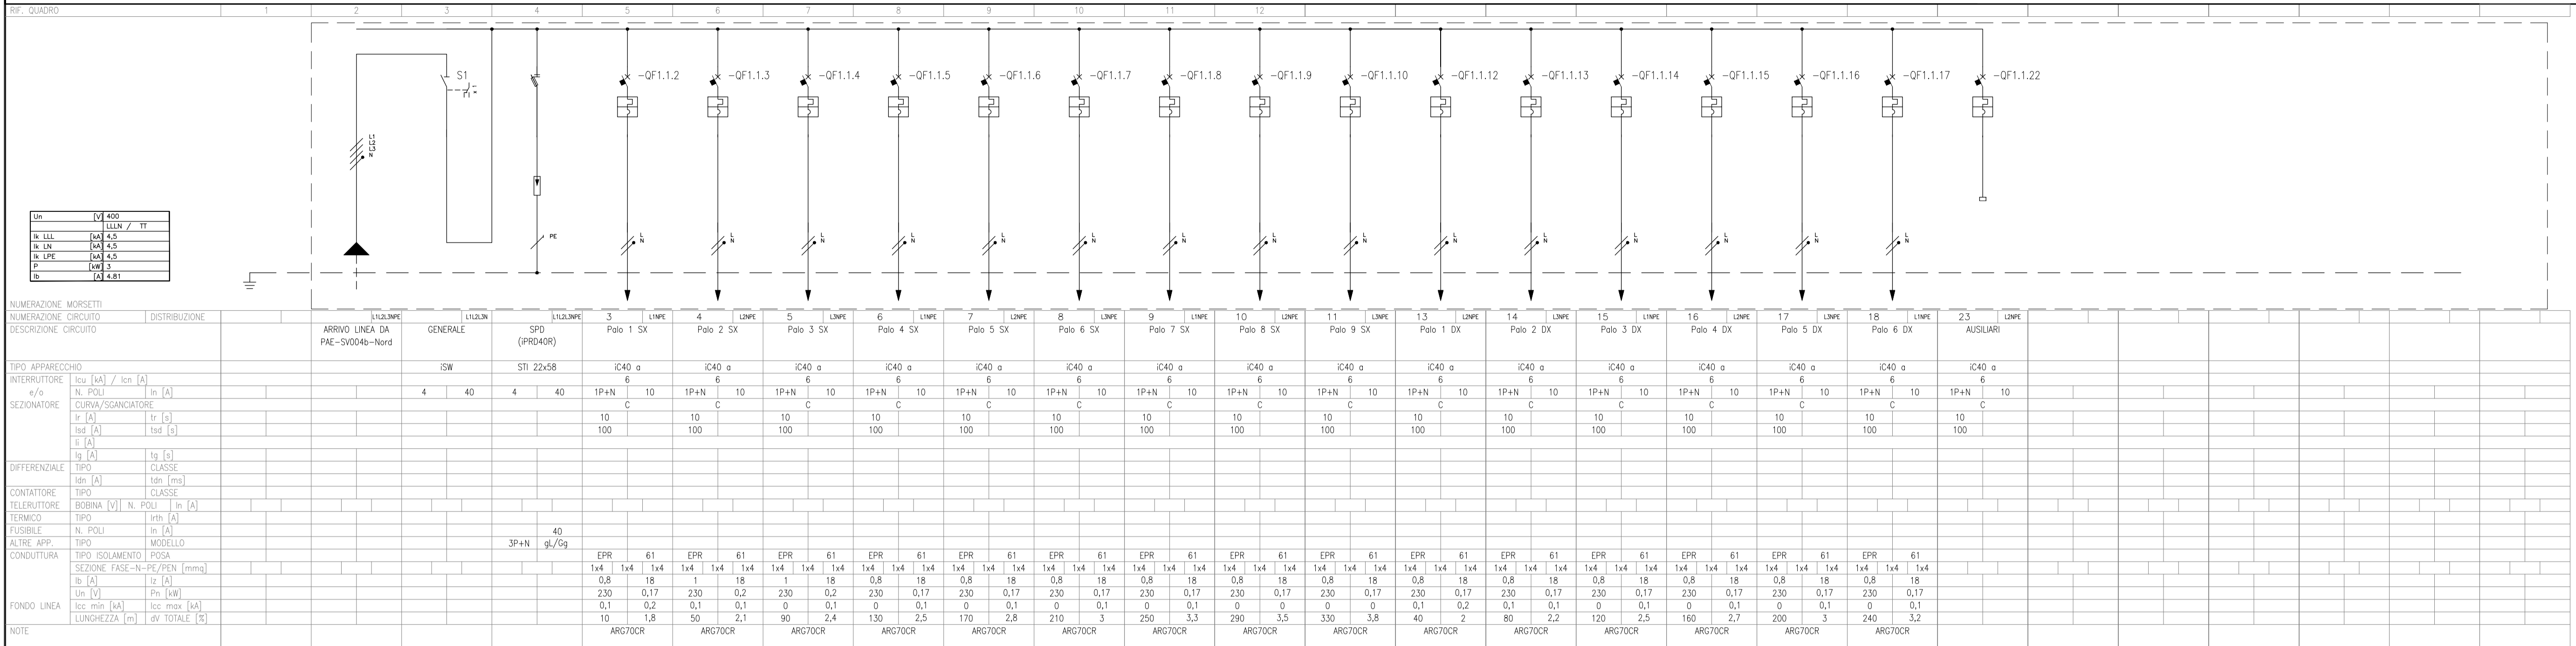 RIF. QUADRO 1 2 3 4 5 6 7 8 9 10 11 12
S1 -QF1.1.2 -QF1.1.3 -QF1.1.4 -QF1.1.5 -QF1.1.6 -QF1.1.7 -QF1.1.8 -QF1.1.9 -QF1.1.10 -QF1.1.12 -QF1.1.13 -QF1.1.14 -QF1.1.15 -QF1.1.16 -QF1.1.17 -QF1.1.22
L1
L2
L3
N
Un [V] 400
LLLN / TT
Ik LLL [kA] 4,5
Ik LN [kA] 4,5
Ik LPE [kA] 4,5
P [kW] 3
Ib [A] 4.81
PE
L L L L L L L L L L L L L L L
N N N N N N N N N N N N N N N
NUMERAZIONE MORSETTI
NUMERAZIONE CIRCUITO DISTRIBUZIONE L1L2L3NPE L1L2L3N L1L2L3NPE 3 L1NPE 4 L2NPE 5 L3NPE 6 L1NPE 7 L2NPE 8 L3NPE 9 L1NPE 10 L2NPE 11 L3NPE 13 L2NPE 14 L3NPE 15 L1NPE 16 L2NPE 17 L3NPE 18 L1NPE 23 L2NPE
DESCRIZIONE CIRCUITO ARRIVO LINEA DA GENERALE SPD Palo 1 SX Palo 2 SX Palo 3 SX Palo 4 SX Palo 5 SX Palo 6 SX Palo 7 SX Palo 8 SX Palo 9 SX Palo 1 DX Palo 2 DX Palo 3 DX Palo 4 DX Palo 5 DX Palo 6 DX AUSILIARI
PAE-SV004b-Nord (iPRD40R)
TIPO APPARECCHIO iSW STI 22x58 iC40 a iC40 a iC40 a iC40 a iC40 a iC40 a iC40 a iC40 a iC40 a iC40 a iC40 a iC40 a iC40 a iC40 a iC40 a iC40 a
INTERRUTTORE Icu [kA] / Icn [A] 6 6 6 6 6 6 6 6 6 6 6 6 6 6 6 6
e/o N. POLI In [A] 4 40 4 40 1P+N 10 1P+N 10 1P+N 10 1P+N 10 1P+N 10 1P+N 10 1P+N 10 1P+N 10 1P+N 10 1P+N 10 1P+N 10 1P+N 10 1P+N 10 1P+N 10 1P+N 10 1P+N 10
SEZIONATORE CURVA/SGANCIATORE C C C C C C C C C C C C C C C C
Ir [A] tr [s] 10 10 10 10 10 10 10 10 10 10 10 10 10 10 10 10
Isd [A] tsd [s] 100 100 100 100 100 100 100 100 100 100 100 100 100 100 100 100
Ii [A]
Ig [A] tg [s]
DIFFERENZIALE TIPO CLASSE
Idn [A] tdn [ms]
CONTATTORE TIPO CLASSE
TELERUTTORE BOBINA [V] N. POLI In [A]
TERMICO TIPO Irth [A]
FUSIBILE N. POLI In [A] 40
ALTRE APP. TIPO MODELLO 3P+N gL/Gg
CONDUTTURA TIPO ISOLAMENTO POSA EPR 61 EPR 61 EPR 61 EPR 61 EPR 61 EPR 61 EPR 61 EPR 61 EPR 61 EPR 61 EPR 61 EPR 61 EPR 61 EPR 61 EPR 61
SEZIONE FASE-N-PE/PEN [mmq] 1x4 1x4 1x4 1x4 1x4 1x4 1x4 1x4 1x4 1x4 1x4 1x4 1x4 1x4 1x4 1x4 1x4 1x4 1x4 1x4 1x4 1x4 1x4 1x4 1x4 1x4 1x4 1x4 1x4 1x4 1x4 1x4 1x4 1x4 1x4 1x4 1x4 1x4 1x4 1x4 1x4 1x4 1x4 1x4 1x4
Ib [A] Iz [A] 0,8 18 1 18 1 18 0,8 18 0,8 18 0,8 18 0,8 18 0,8 18 0,8 18 0,8 18 0,8 18 0,8 18 0,8 18 0,8 18 0,8 18
Un [V] Pn [kW] 230 0,17 230 0,2 230 0,2 230 0,17 230 0,17 230 0,17 230 0,17 230 0,17 230 0,17 230 0,17 230 0,17 230 0,17 230 0,17 230 0,17 230 0,17
FONDO LINEA Icc min [kA] Icc max [kA] 0,1 0,2 0,1 0,1 0 0,1 0 0,1 0 0,1 0 0,1 0 0,1 0 0 0 0 0,1 0,2 0,1 0,1 0 0,1 0 0,1 0 0,1 0 0,1
LUNGHEZZA [m] dV TOTALE [%] 10 1,8 50 2,1 90 2,4 130 2,5 170 2,8 210 3 250 3,3 290 3,5 330 3,8 40 2 80 2,2 120 2,5 160 2,7 200 3 240 3,2
NOTE ARG70CR ARG70CR ARG70CR ARG70CR ARG70CR ARG70CR ARG70CR ARG70CR ARG70CR ARG70CR ARG70CR ARG70CR ARG70CR ARG70CR ARG70CR